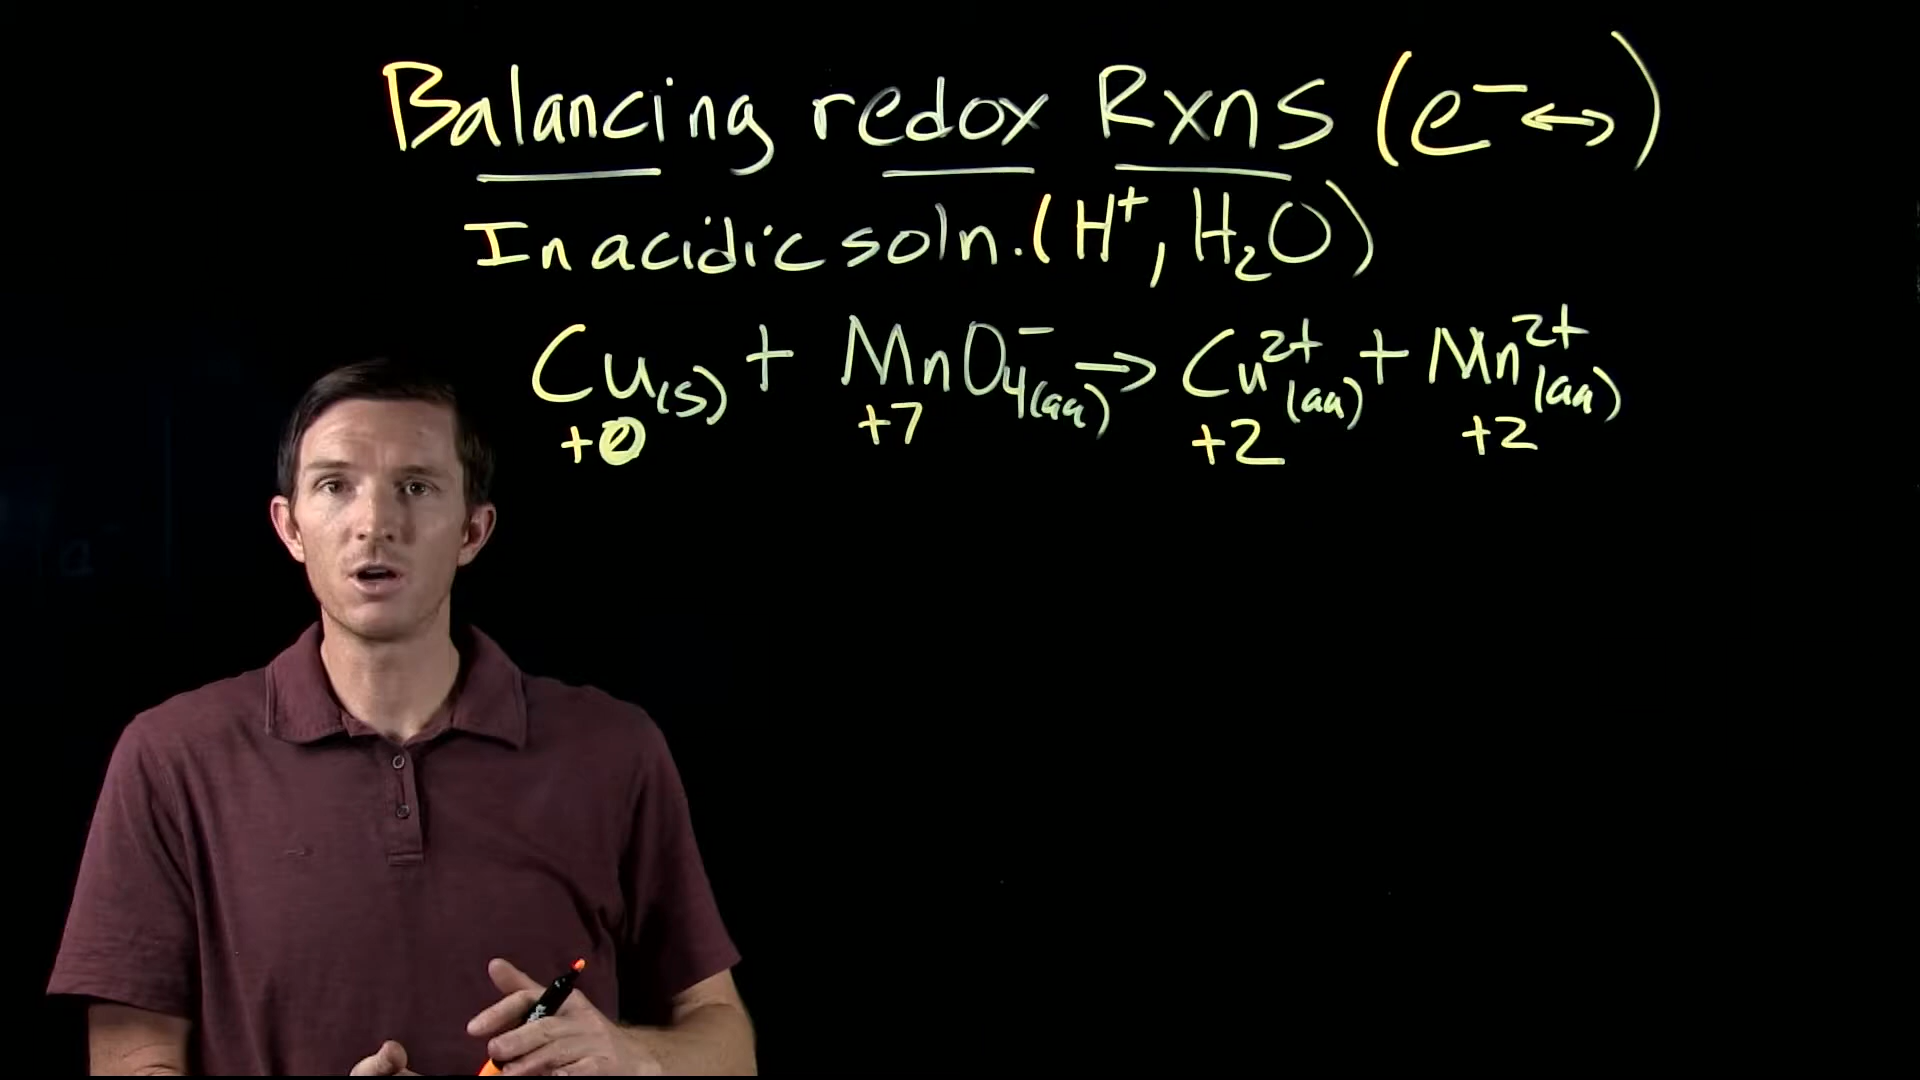 Balancing redox Rxns (e⁻↔)
In acidic soln. (H⁺, H₂O)
Cu(s) + MnO₄⁻(aq) → Cu²⁺(aq) + Mn²⁺(aq)
+0 +7 +2 +2